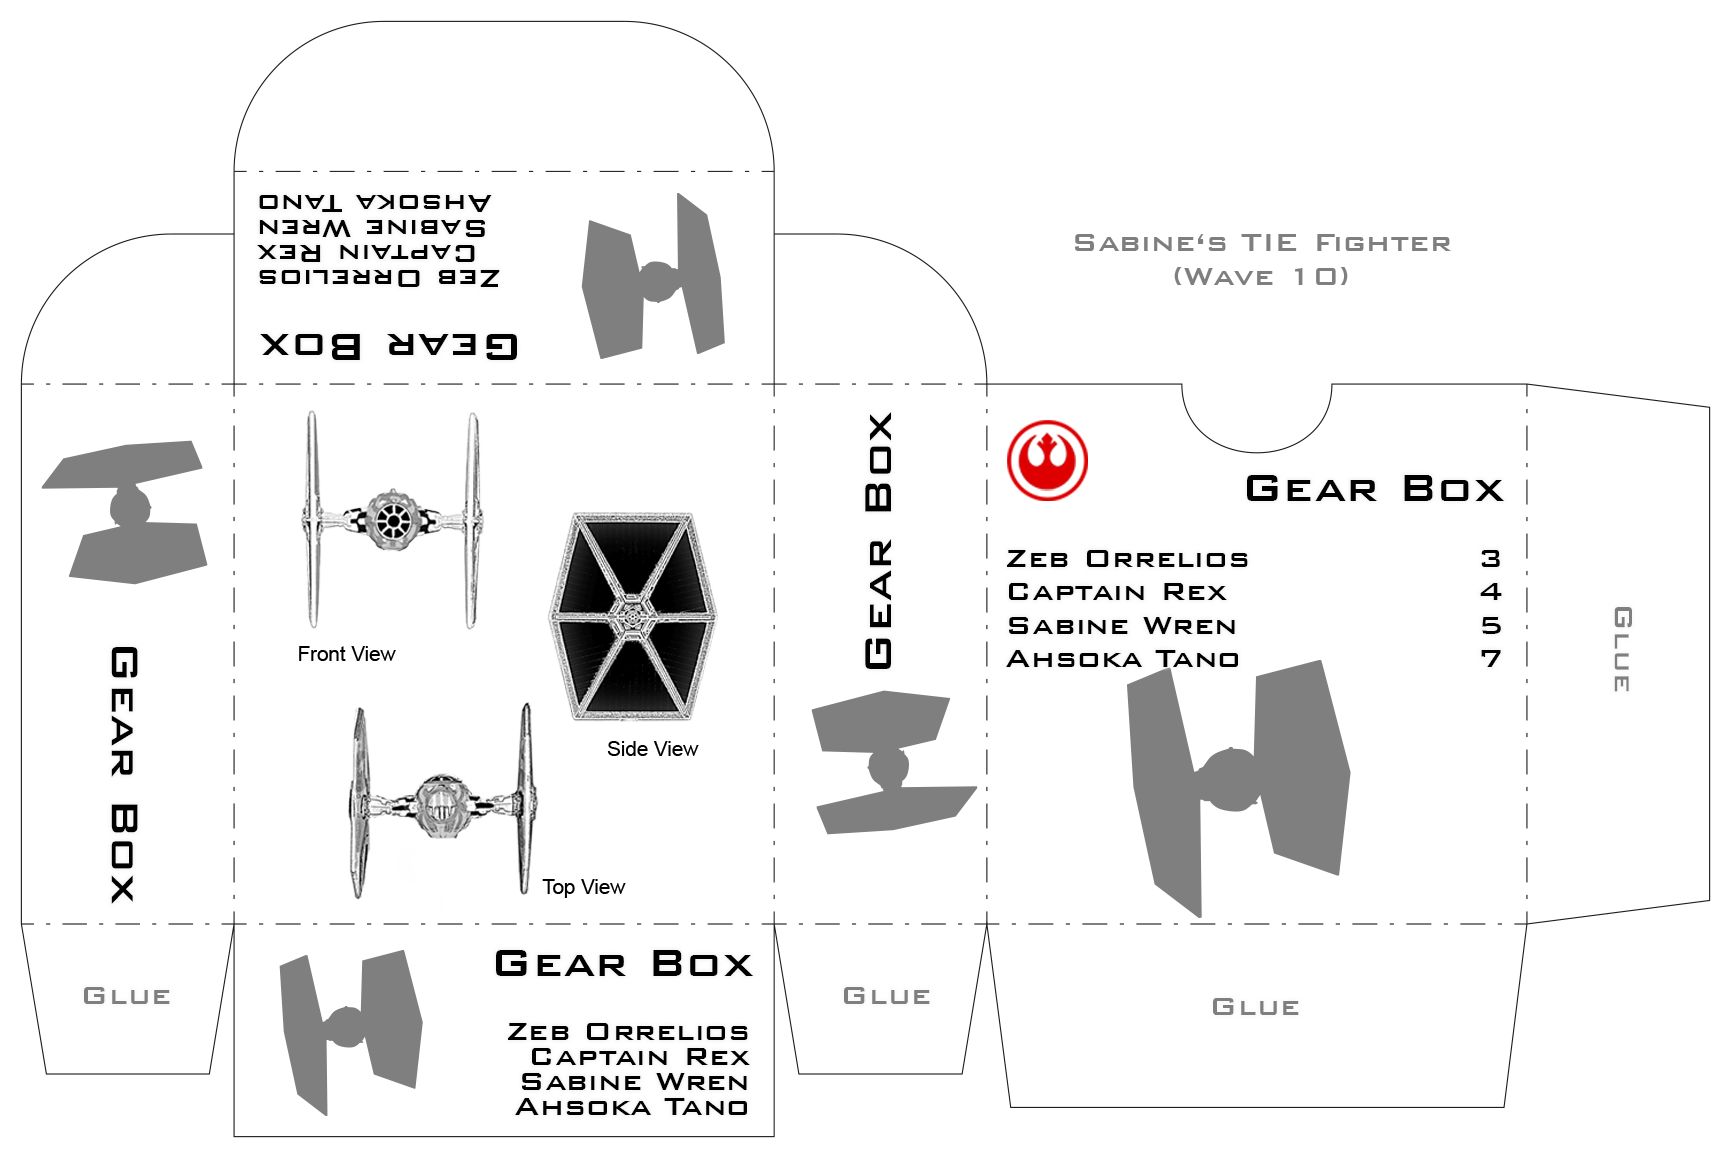 Ahsoka Tano
Sabine Wren
Captain Rex
Zeb Orrelios
Gear Box
Sabine‘s TIE Fighter
(Wave 10)
Gear Box
Front View
Side View
Top View
Gear Box
Gear Box
Zeb Orrelios 3
Captain Rex 4
Sabine Wren 5
Ahsoka Tano 7
Glue
Glue
Gear Box
Zeb Orrelios
Captain Rex
Sabine Wren
Ahsoka Tano
Glue
Glue